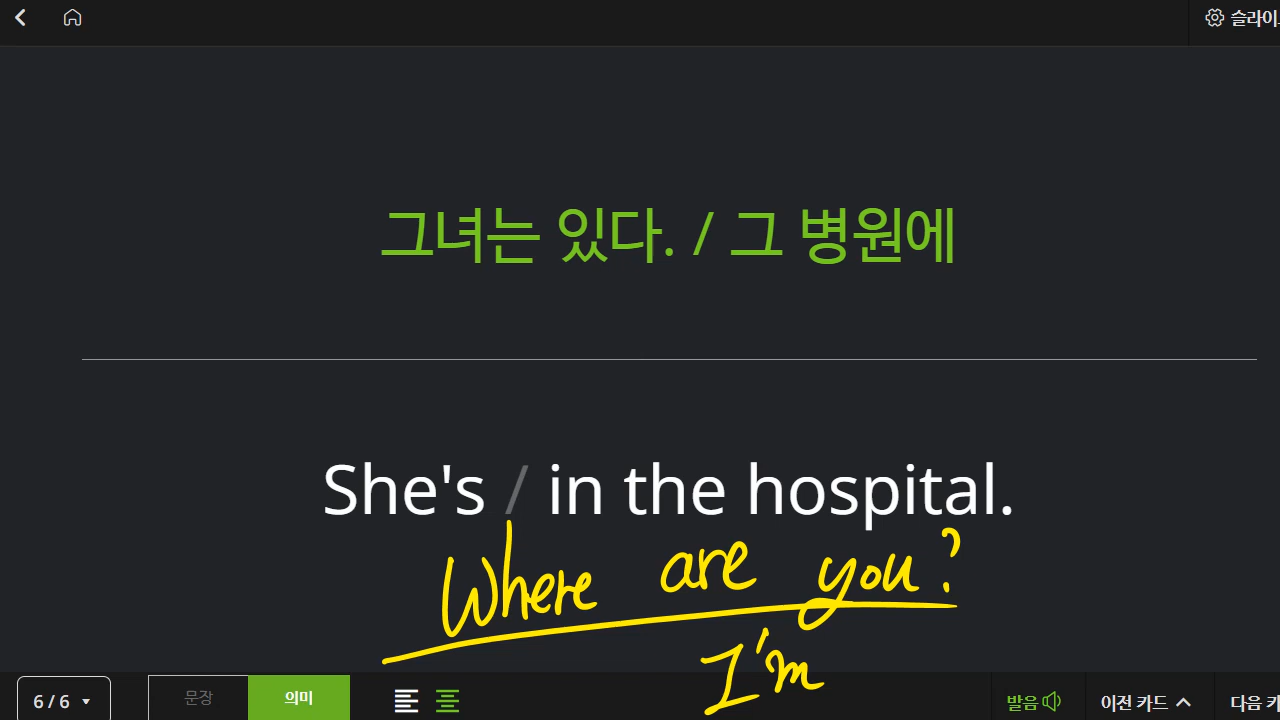 슬라이
그녀는 있다. / 그 병원에
She's / in the hospital.
Where are you?
I'm
6 / 6 문장 의미 발음 이전 카드 다음